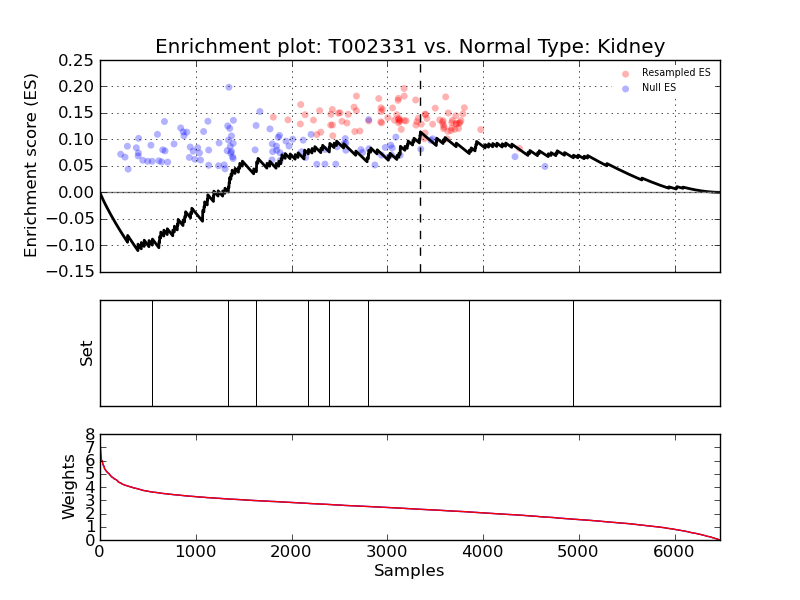 Enrichment plot: T002331 vs. Normal Type: Kidney
Enrichment score (ES)
0.25
0.20
0.15
0.10
0.05
0.00
−0.05
−0.10
−0.15
Resampled ES
Null ES
Set
Weights
8
7
6
5
4
3
2
1
0
0 1000 2000 3000 4000 5000 6000
Samples